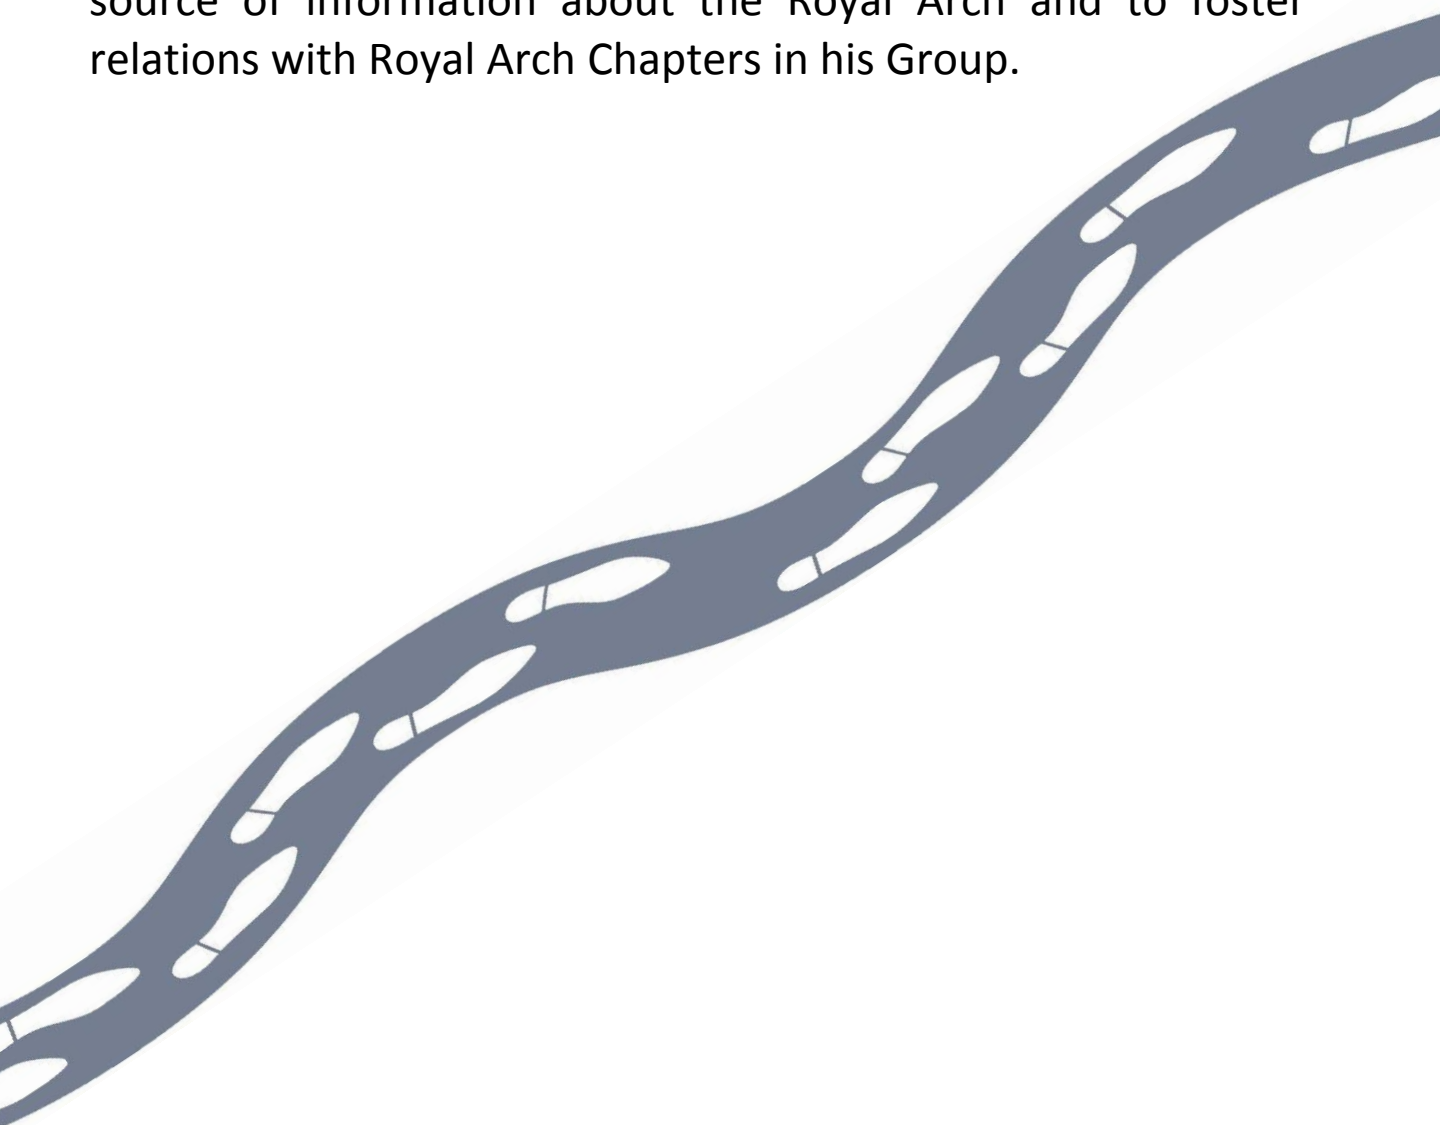 source of information about the Royal Arch and to foster
relations with Royal Arch Chapters in his Group.